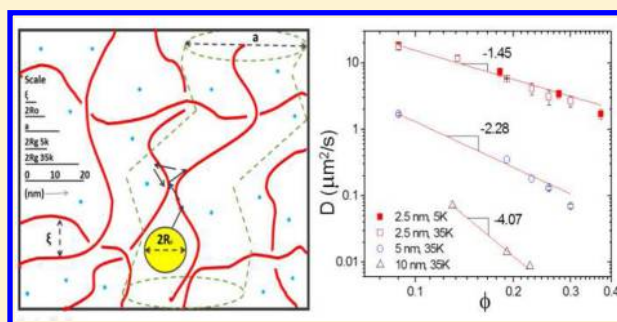 a
Scale
ξ
2Ro
a
2Rg 5k
2Rg 35k
0 10 20
(nm)
ξ
2R₀
D (μm²/s)
10
1
0.1
0.01
-1.45
-2.28
-4.07
2.5 nm, 5K
2.5 nm, 35K
5 nm, 35K
10 nm, 35K
0.1 0.2 0.3 0.4
ϕ